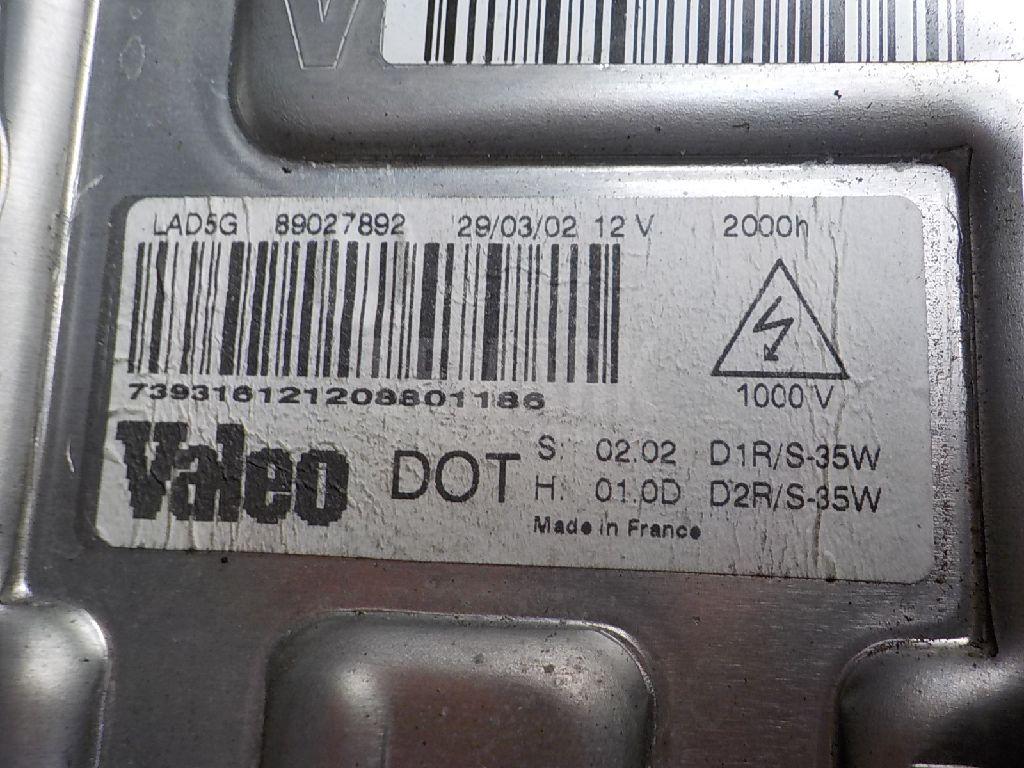 V
LAD5G 89027892 29/03/02 12 V 2000h
739316121208801186
1000 V
Valeo DOT S: 02.02 D1R/S-35W
H: 01.0D D2R/S-35W
Made in France